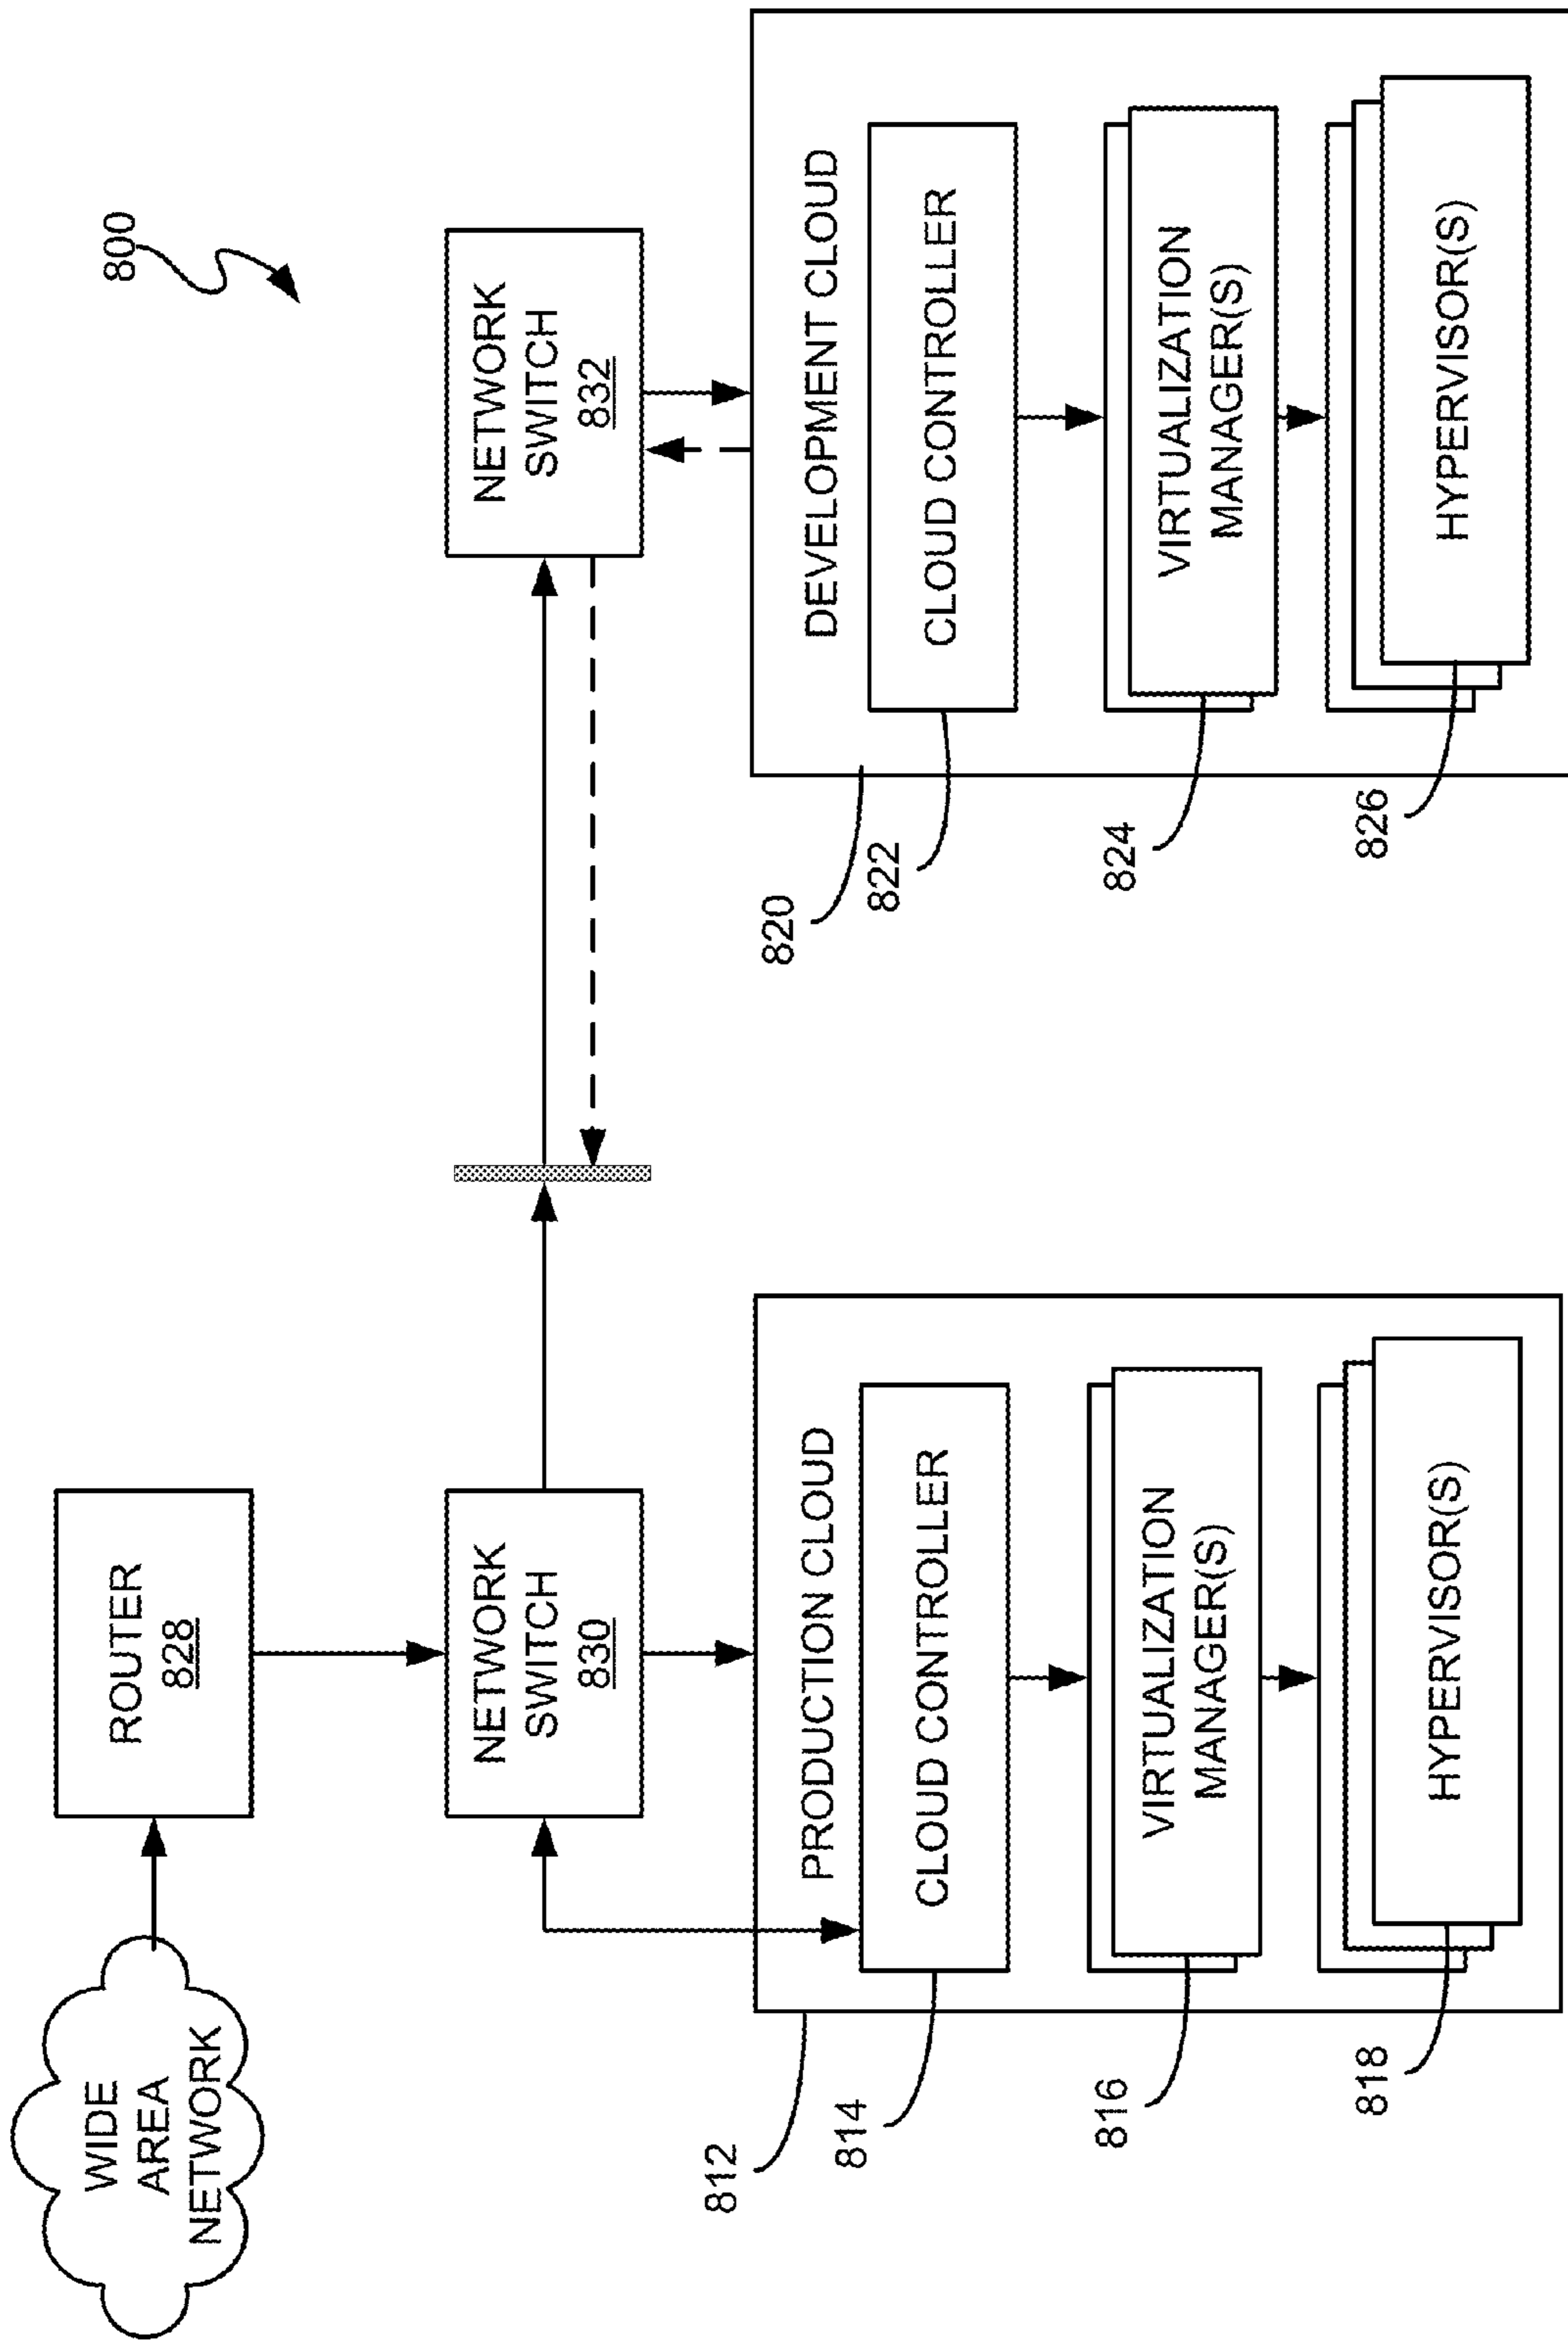 800
WIDE
AREA
NETWORK
ROUTER
828
NETWORK
SWITCH
830
NETWORK
SWITCH
832
812
PRODUCTION CLOUD
814
CLOUD CONTROLLER
816
VIRTUALIZATION
MANAGER(S)
818
HYPERVISOR(S)
820
DEVELOPMENT CLOUD
822
CLOUD CONTROLLER
824
VIRTUALIZATION
MANAGER(S)
826
HYPERVISOR(S)